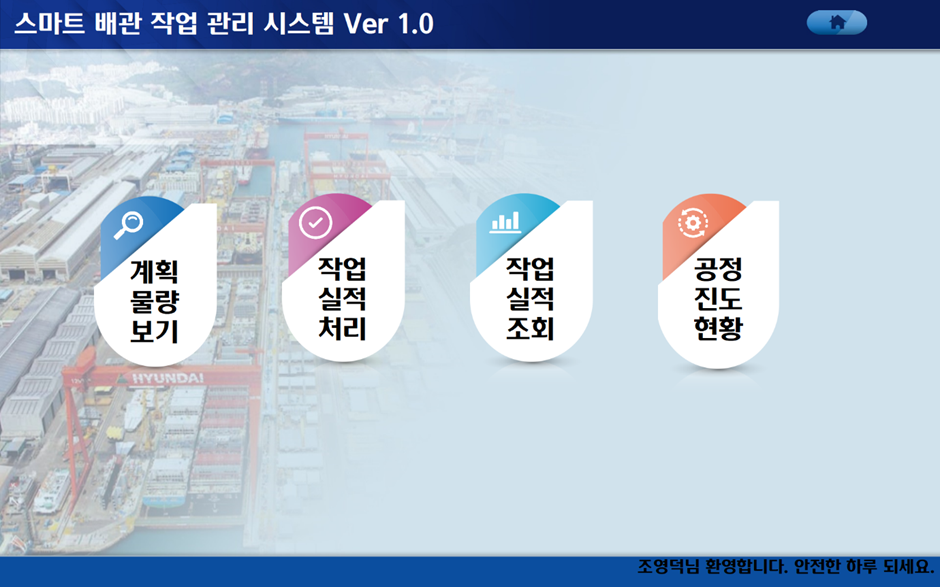 스마트 배관 작업 관리 시스템 Ver 1.0
계획
물량
보기
작업
실적
처리
작업
실적
조회
공정
진도
현황
HYUNDAI
조영덕님 환영합니다. 안전한 하루 되세요.